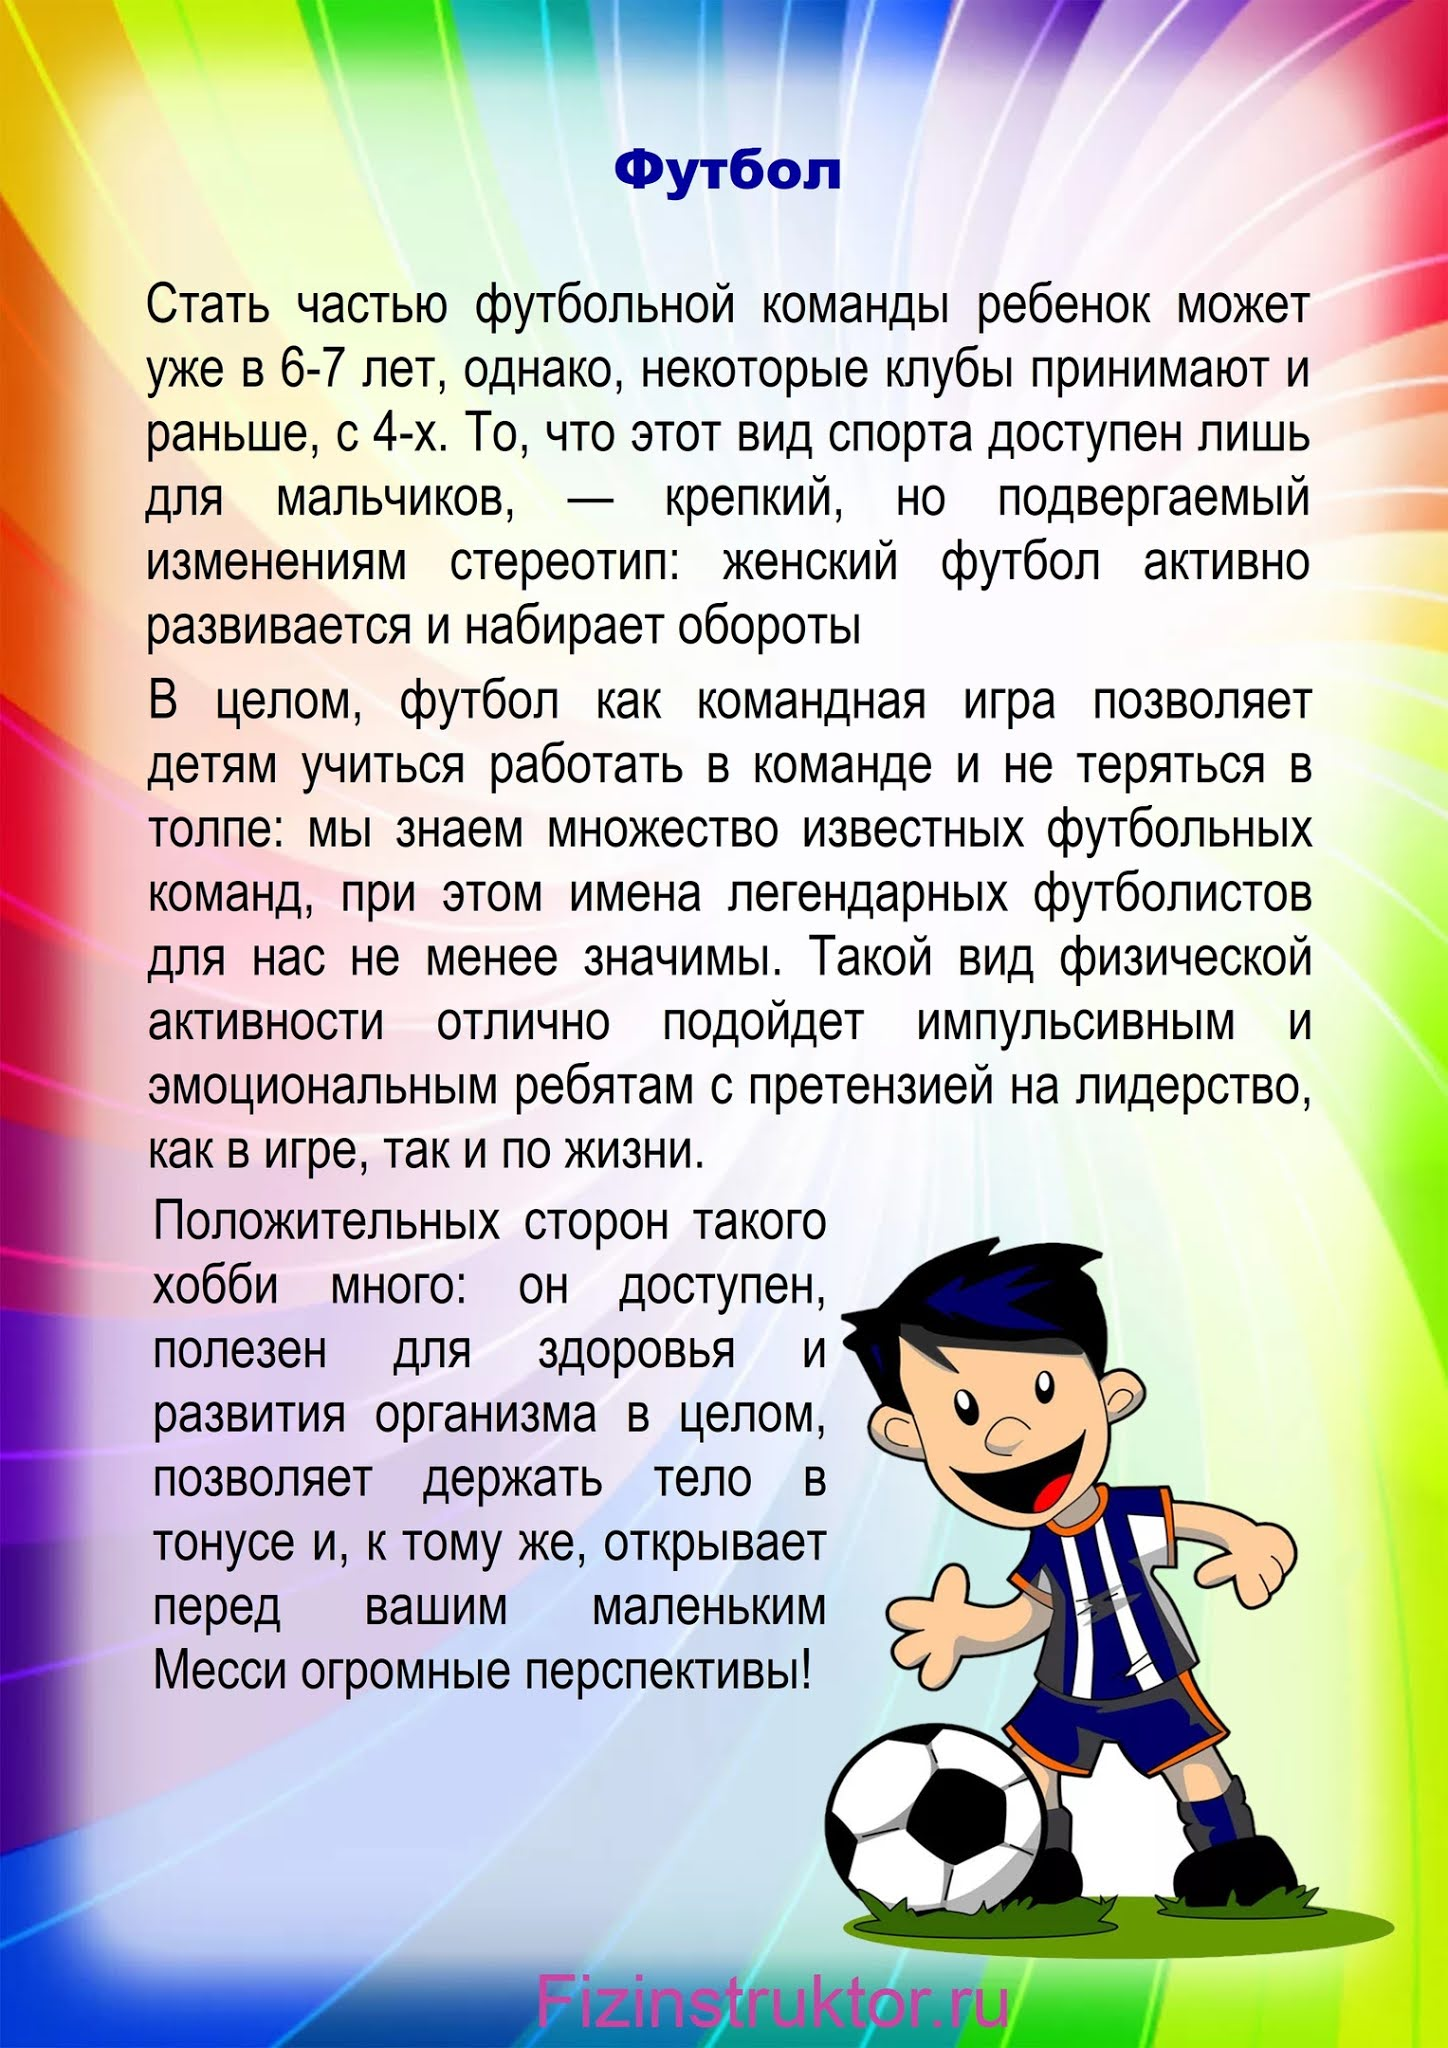 Футбол
Стать частью футбольной команды ребенок может
уже в 6-7 лет, однако, некоторые клубы принимают и
раньше, с 4-х. То, что этот вид спорта доступен лишь
для мальчиков, — крепкий, но подвергаемый
изменениям стереотип: женский футбол активно
развивается и набирает обороты
В целом, футбол как командная игра позволяет
детям учиться работать в команде и не теряться в
толпе: мы знаем множество известных футбольных
команд, при этом имена легендарных футболистов
для нас не менее значимы. Такой вид физической
активности отлично подойдет импульсивным и
эмоциональным ребятам с претензией на лидерство,
как в игре, так и по жизни.
Положительных сторон такого
хобби много: он доступен,
полезен для здоровья и
развития организма в целом,
позволяет держать тело в
тонусе и, к тому же, открывает
перед вашим маленьким
Месси огромные перспективы!
Fizinstruktor.ru